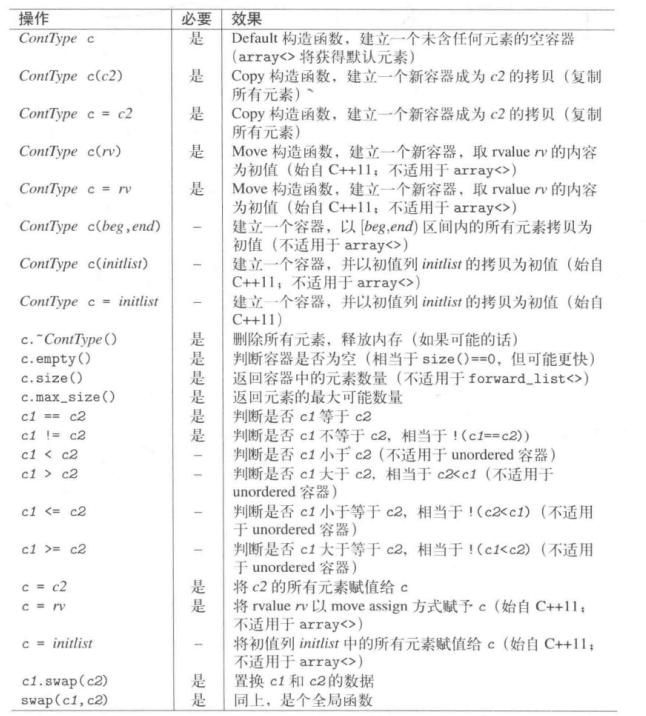 操作 必要 效果
ContType c 是 Default 构造函数，建立一个未含任何元素的空容器
(array<> 将获得默认元素)
ContType c(c2) 是 Copy 构造函数，建立一个新容器成为 c2 的拷贝（复制
所有元素）
ContType c = c2 是 Copy 构造函数，建立一个新容器成为 c2 的拷贝（复制
所有元素）
ContType c(rv) 是 Move 构造函数，建立一个新容器，取 rvalue rv 的内容
为初值（始自 C++11；不适用于 array<>）
ContType c = rv 是 Move 构造函数，建立一个新容器，取 rvalue rv 的内容
为初值（始自 C++11；不适用于 array<>）
ContType c(beg,end) – 建立一个容器，以 [beg,end) 区间内的所有元素拷贝为
初值（不适用于 array<>）
ContType c(initlist) – 建立一个容器，并以初值列 initlist 的拷贝为初值（始自
C++11；不适用于 array<>）
ContType c = initlist – 建立一个容器，并以初值列 initlist 的拷贝为初值（始自
C++11）
c.~ContType() 是 删除所有元素，释放内存（如果可能的话）
c.empty() 是 判断容器是否为空（相当于 size()==0，但可能更快）
c.size() 是 返回容器中的元素数量（不适用于 forward_list<>）
c.max_size() 是 返回元素的最大可能数量
c1 == c2 是 判断是否 c1 等于 c2
c1 != c2 是 判断是否 c1 不等于 c2，相当于 !(c1==c2))
c1 < c2 – 判断是否 c1 小于 c2（不适用于 unordered 容器）
c1 > c2 – 判断是否 c1 大于 c2，相当于 c2<c1（不适用于
unordered 容器）
c1 <= c2 – 判断是否 c1 小于等于 c2，相当于 !(c2<c1)（不适用
于 unordered 容器）
c1 >= c2 – 判断是否 c1 大于等于 c2，相当于 !(c1<c2)（不适用
于 unordered 容器）
c = c2 是 将 c2 的所有元素赋值给 c
c = rv 是 将 rvalue rv 以 move assign 方式赋予 c（始自 C++11；
不适用于 array<>）
c = initlist – 将初值列 initlist 中的所有元素赋值给 c（始自 C++11；
不适用于 array<>）
c1.swap(c2) 是 置换 c1 和 c2的数据
swap(c1,c2) 是 同上，是个全局函数